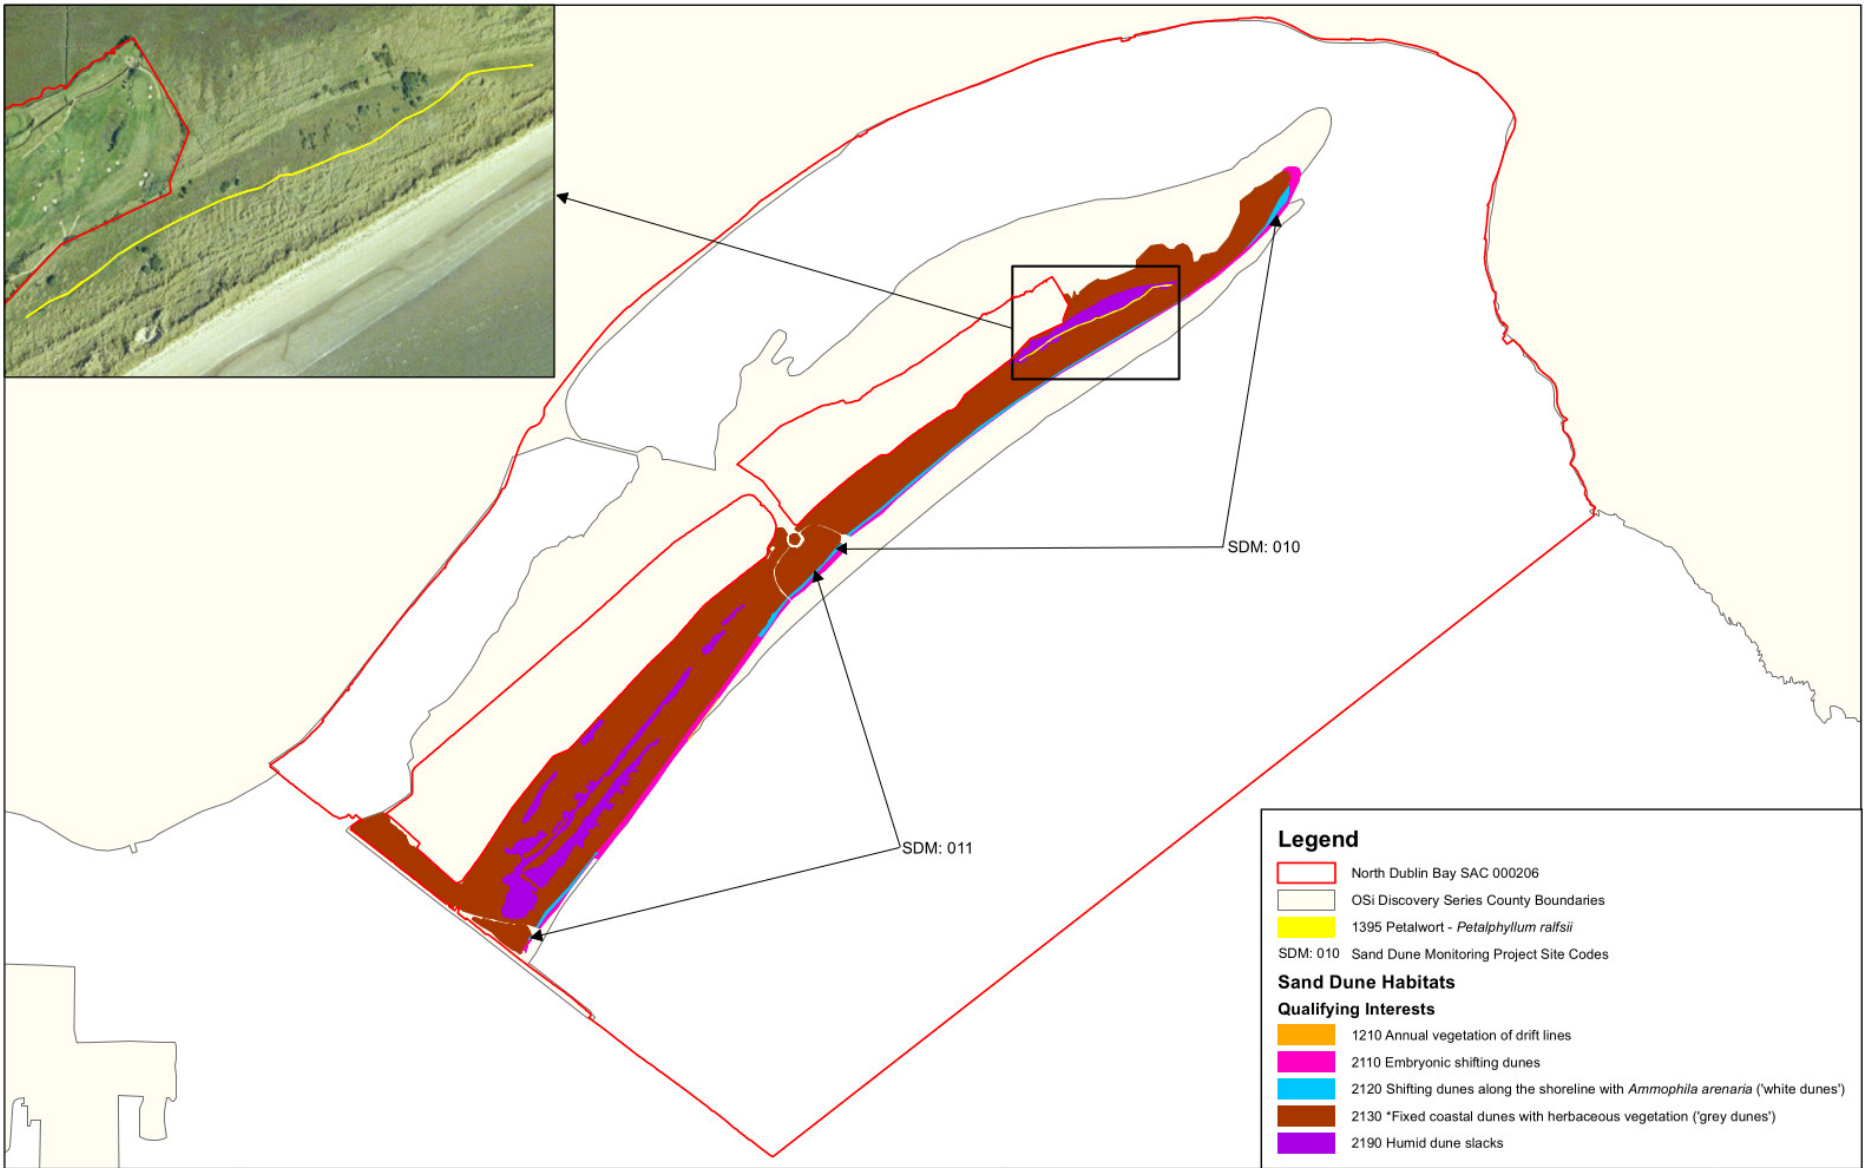 SDM: 010
SDM: 011
Legend
North Dublin Bay SAC 000206
OSi Discovery Series County Boundaries
1395 Petalwort - Petalphyllum ralfsii
SDM: 010 Sand Dune Monitoring Project Site Codes
Sand Dune Habitats
Qualifying Interests
1210 Annual vegetation of drift lines
2110 Embryonic shifting dunes
2120 Shifting dunes along the shoreline with Ammophila arenaria ('white dunes')
2130 *Fixed coastal dunes with herbaceous vegetation ('grey dunes')
2190 Humid dune slacks